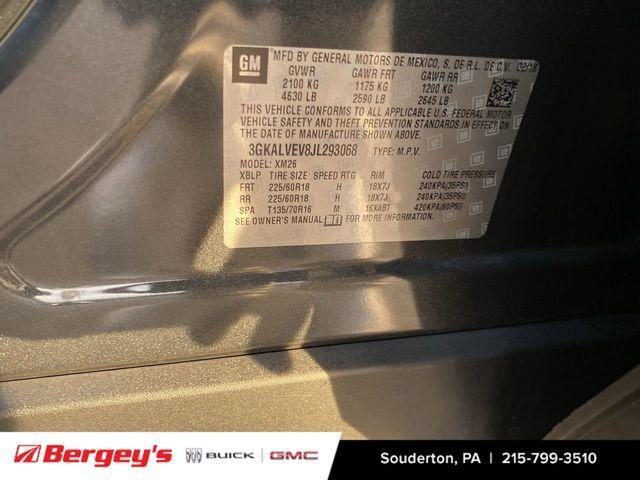 GM
MFD BY GENERAL MOTORS DE MEXICO, S. DE R.L. DE C.V. 02/18
GVWR GAWR FRT GAWR RR
2100 KG 1175 KG 1200 KG
4630 LB 2590 LB 2645 LB
THIS VEHICLE CONFORMS TO ALL APPLICABLE U.S. FEDERAL MOTOR
VEHICLE SAFETY AND THEFT PREVENTION STANDARDS IN EFFECT ON
THE DATE OF MANUFACTURE SHOWN ABOVE.
3GKALVEV8JL293068 TYPE: M.P.V.
MODEL: XM26
XBLP TIRE SIZE SPEED RTG RIM COLD TIRE PRESSURE
FRT 225/60R18 H 18X7J 240KPA(35PSI)
RR 225/60R18 H 18X7J 240KPA(35PSI)
SPA T135/70R16 M 16X4BT 420KPA(60PSI)
SEE OWNER'S MANUAL FOR MORE INFORMATION.
Bergey's BUICK GMC Souderton, PA | 215-799-3510